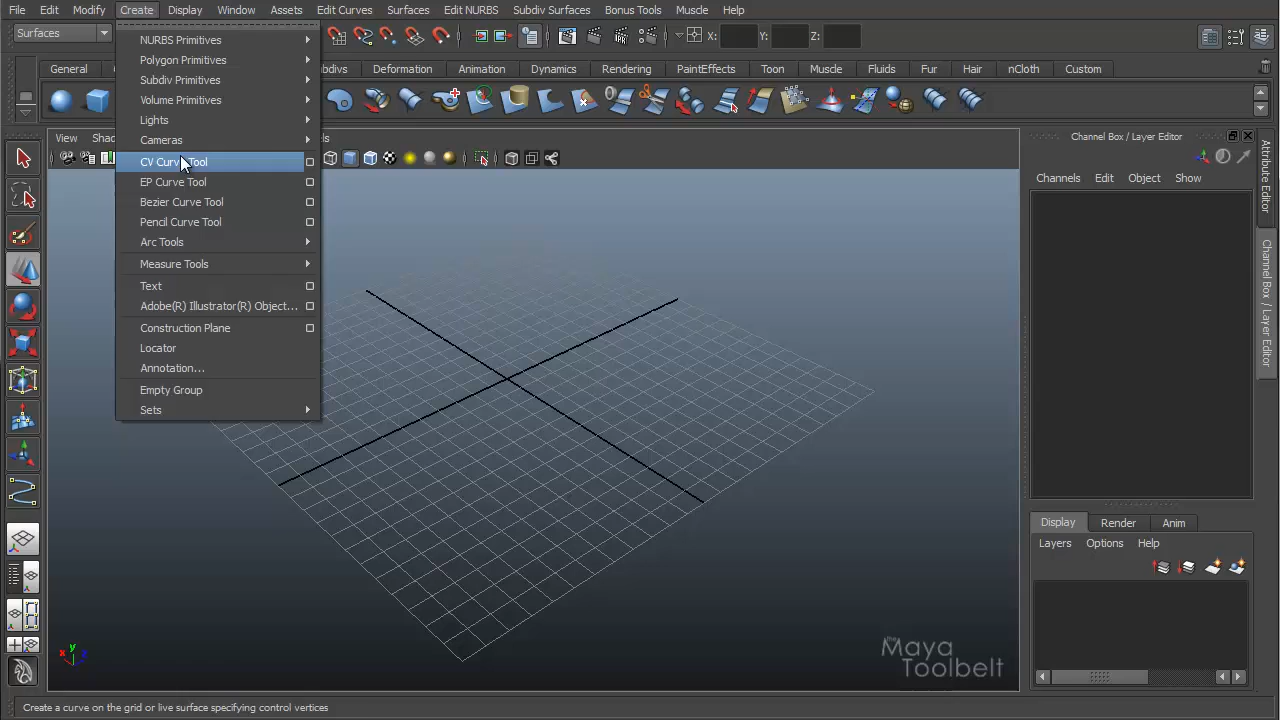 File Edit Modify Create Display Window Assets Edit Curves Surfaces Edit NURBS Subdiv Surfaces Bonus Tools Muscle Help
Surfaces X: Y: Z:
General bdivs Deformation Animation Dynamics Rendering PaintEffects Toon Muscle Fluids Fur Hair nCloth Custom
NURBS Primitives
Polygon Primitives
Subdiv Primitives
Volume Primitives
Lights
Cameras
CV Curve Tool
EP Curve Tool
Bezier Curve Tool
Pencil Curve Tool
Arc Tools
Measure Tools
Text
Adobe(R) Illustrator(R) Object...
Construction Plane
Locator
Annotation...
Empty Group
Sets
View Shad ls
x y
the
Maya
Toolbelt
Channel Box / Layer Editor
Channels Edit Object Show
Attribute Editor
Channel Box / Layer Editor
Display Render Anim
Layers Options Help
Create a curve on the grid or live surface specifying control vertices